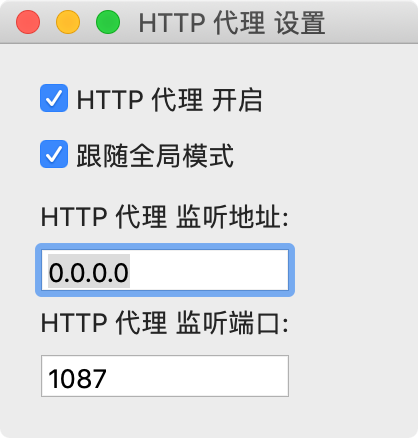 HTTP 代理 设置
HTTP 代理 开启
跟随全局模式
HTTP 代理 监听地址:
0.0.0.0
HTTP 代理 监听端口:
1087